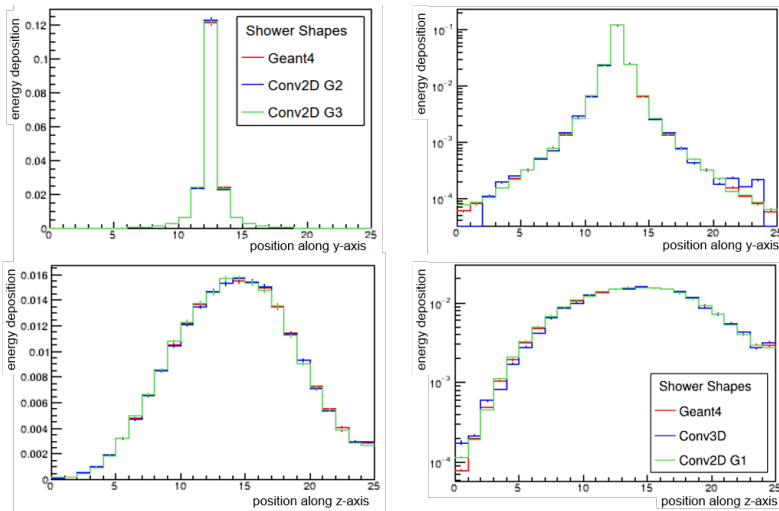 energy deposition
0.12
0.1
0.08
0.06
0.04
0.02
0
0
5
10
15
20
25
position along y-axis
Shower Shapes
Geant4
Conv2D G2
Conv2D G3
energy deposition
10⁻¹
10⁻²
10⁻³
10⁻⁴
0
5
10
15
20
25
position along y-axis
energy deposition
0.016
0.014
0.012
0.01
0.008
0.006
0.004
0.002
0
0
5
10
15
20
25
position along z-axis
energy deposition
10⁻²
10⁻³
10⁻⁴
0
5
10
15
20
25
position along z-axis
Shower Shapes
Geant4
Conv3D
Conv2D G1